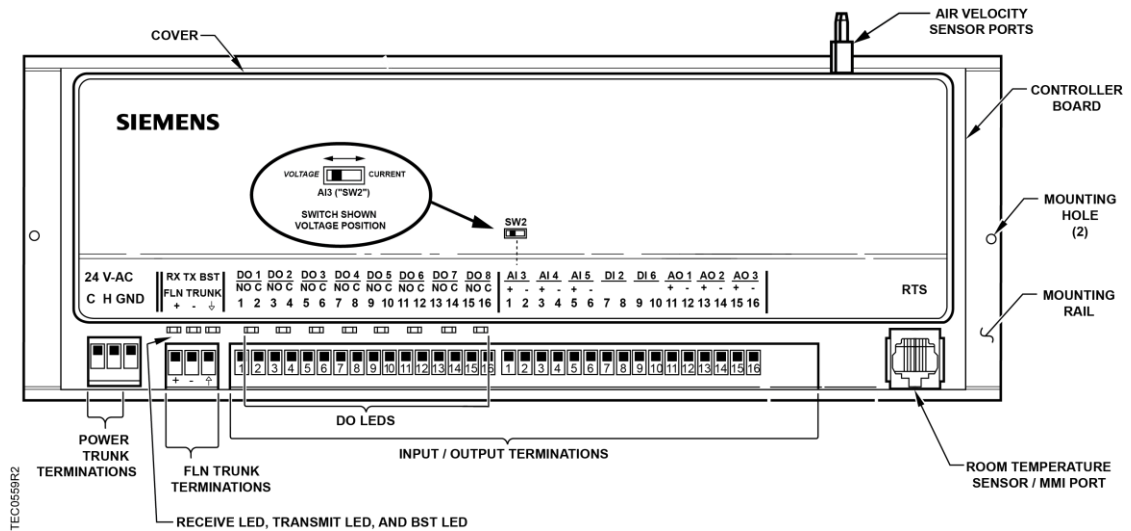 AIR VELOCITY
SENSOR PORTS
COVER
CONTROLLER
BOARD
SIEMENS
VOLTAGE
CURRENT
AI3 ("SW2")
SWITCH SHOWN
VOLTAGE POSITION
SW2
MOUNTING
HOLE
(2)
24 V-AC
C H GND
RX TX BST
FLN TRUNK
+ -
DO 1 DO 2 DO 3 DO 4 DO 5 DO 6 DO 7 DO 8
NO C NO C NO C NO C NO C NO C NO C NO C
1 2 3 4 5 6 7 8 9 10 11 12 13 14 15 16
AI 3 AI 4 AI 5 DI 2 DI 6 AO 1 AO 2 AO 3
+ - + - + - + - + - + -
1 2 3 4 5 6 7 8 9 10 11 12 13 14 15 16
RTS
MOUNTING
RAIL
+ -
1 2 3 4 5 6 7 8 9 10 11 12 13 14 15 16
1 2 3 4 5 6 7 8 9 10 11 12 13 14 15 16
DO LEDS
POWER
TRUNK
TERMINATIONS
FLN TRUNK
TERMINATIONS
INPUT / OUTPUT TERMINATIONS
ROOM TEMPERATURE
SENSOR / MMI PORT
RECEIVE LED, TRANSMIT LED, AND BST LED
TEC0559R2